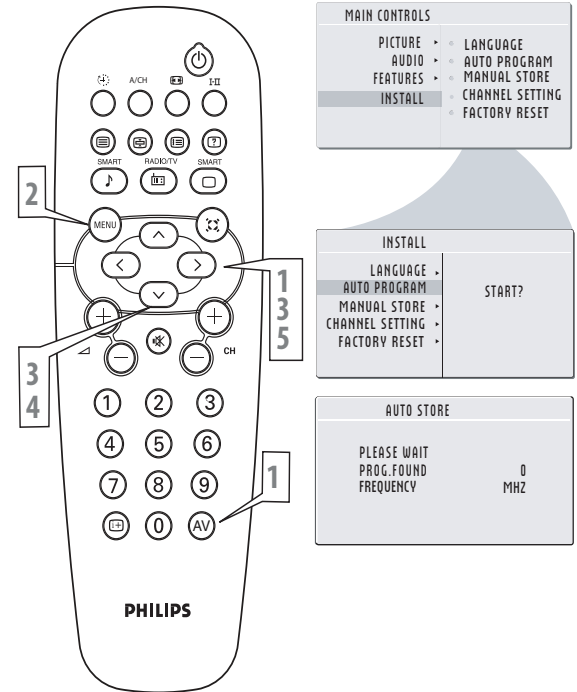 A/CH
I-II
SMART
RADIO/TV
SMART
MENU
CH
1
2
3
4
5
6
7
8
9
i+
0
AV
PHILIPS
2
1
3
5
3
4
1
MAIN CONTROLS
PICTURE
AUDIO
FEATURES
INSTALL
LANGUAGE
AUTO PROGRAM
MANUAL STORE
CHANNEL SETTING
FACTORY RESET
INSTALL
LANGUAGE
AUTO PROGRAM
MANUAL STORE
CHANNEL SETTING
FACTORY RESET
START?
AUTO STORE
PLEASE WAIT
PROG.FOUND 0
FREQUENCY MHZ